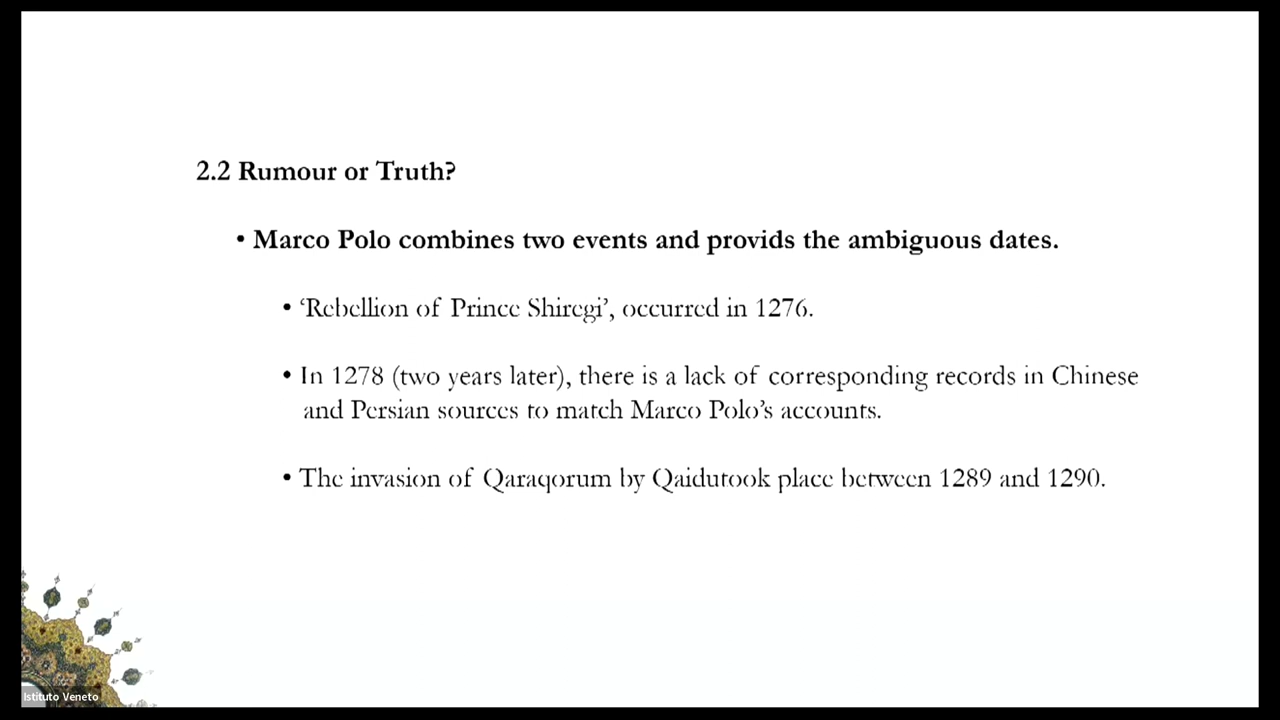 2.2 Rumour or Truth?
• Marco Polo combines two events and provids the ambiguous dates.
• ‘Rebellion of Prince Shiregi’, occurred in 1276.
• In 1278 (two years later), there is a lack of corresponding records in Chinese
and Persian sources to match Marco Polo’s accounts.
• The invasion of Qaraqorum by Qaidutook place between 1289 and 1290.
Istituto Veneto